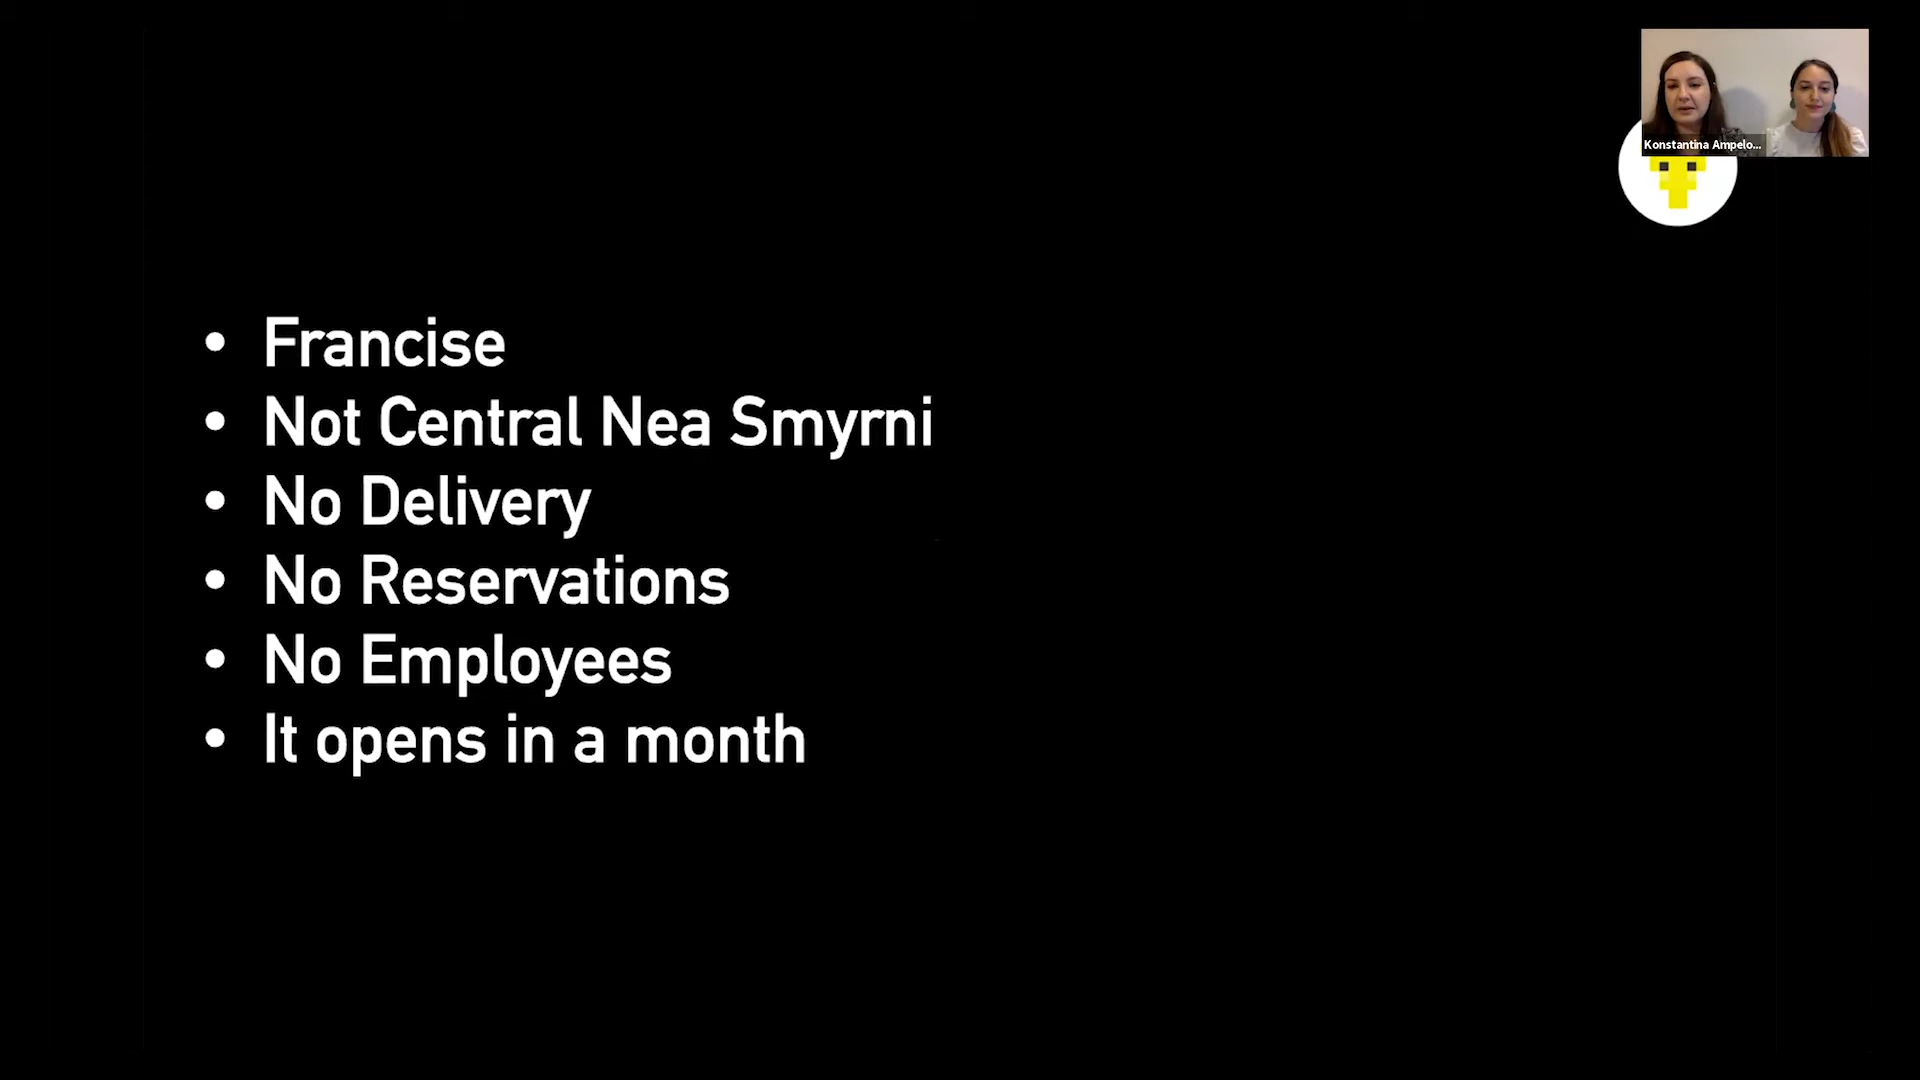 Konstantina Ampelo...
• Francise
• Not Central Nea Smyrni
• No Delivery
• No Reservations
• No Employees
• It opens in a month